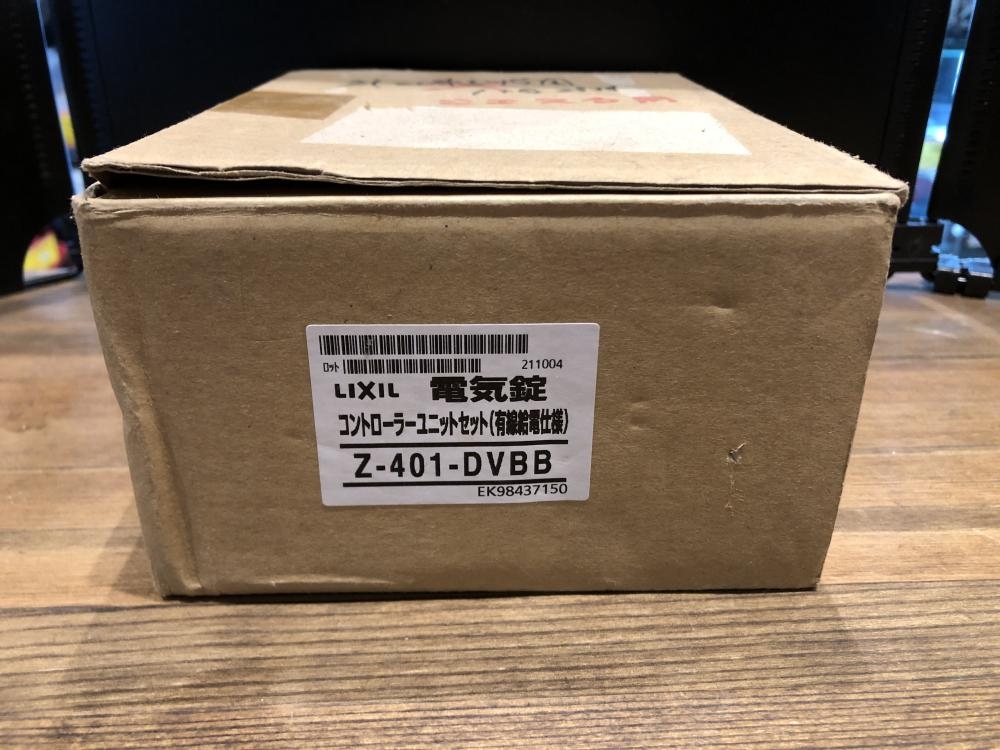 ロット 211004
LIXIL 電気錠
コントローラーユニットセット(有線給電仕様)
Z-401-DVBB
EK98437150